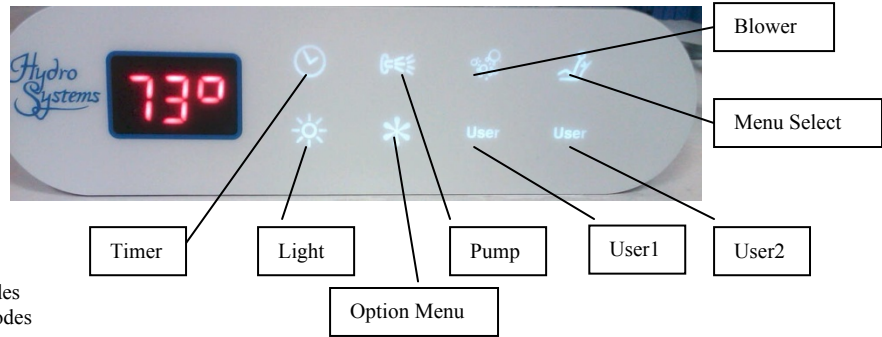 Blower
Hydro
Systems
73°
Menu Select
User
User
Timer
Light
Pump
User1
User2
Option Menu